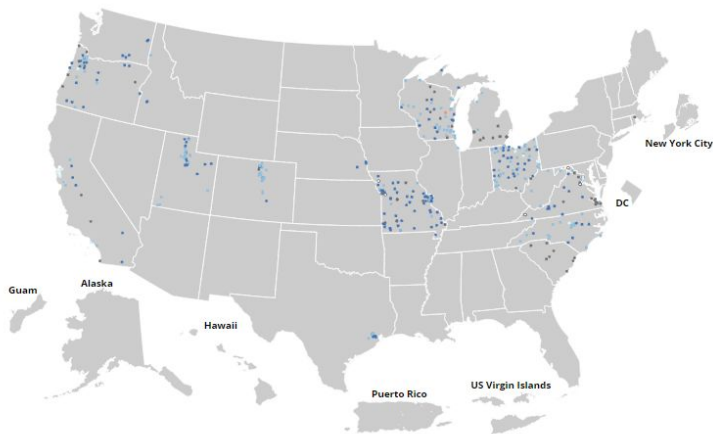 New York City
DC
Guam
Alaska
Hawaii
Puerto Rico
US Virgin Islands